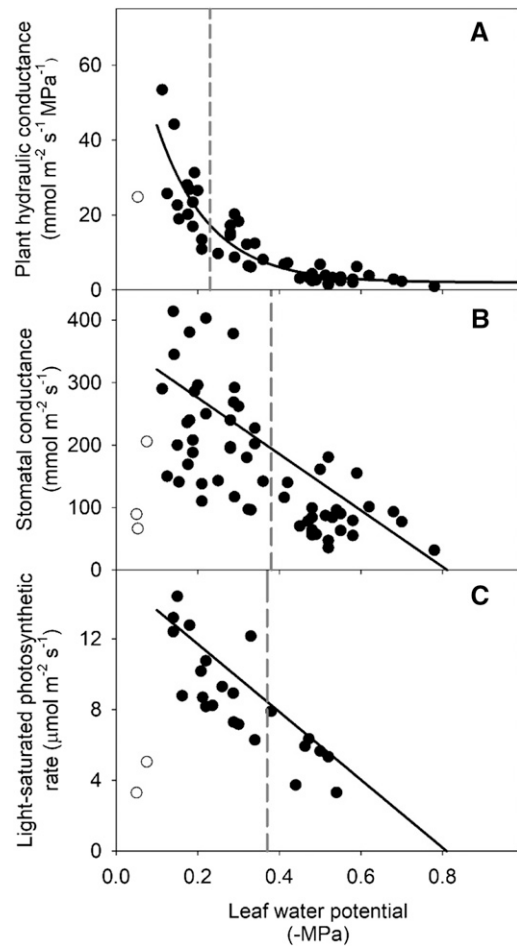 A
Plant hydraulic conductance
(mmol m-2 s-1 MPa-1)
60
40
20
0
B
Stomatal conductance
(mmol m-2 s-1)
400
300
200
100
0
C
Light-saturated photosynthetic
rate (μmol m-2 s-1)
12
8
4
0
0.0 0.2 0.4 0.6 0.8
Leaf water potential
(-MPa)